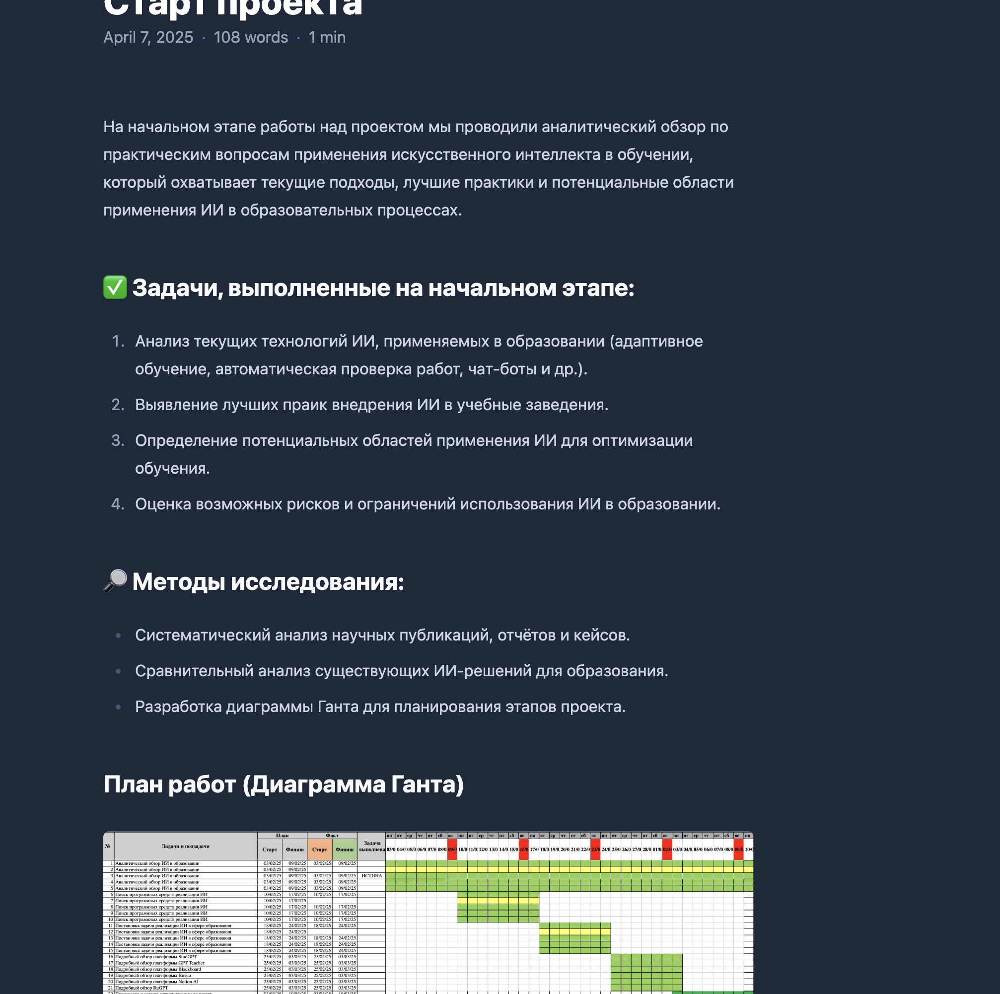 Старт проекта
April 7, 2025 · 108 words · 1 min
На начальном этапе работы над проектом мы проводили аналитический обзор по
практическим вопросам применения искусственного интеллекта в обучении,
который охватывает текущие подходы, лучшие практики и потенциальные области
применения ИИ в образовательных процессах.
✅ Задачи, выполненные на начальном этапе:
1. Анализ текущих технологий ИИ, применяемых в образовании (адаптивное
обучение, автоматическая проверка работ, чат-боты и др.).
2. Выявление лучших праик внедрения ИИ в учебные заведения.
3. Определение потенциальных областей применения ИИ для оптимизации
обучения.
4. Оценка возможных рисков и ограничений использования ИИ в образовании.
🔎 Методы исследования:
• Систематический анализ научных публикаций, отчётов и кейсов.
• Сравнительный анализ существующих ИИ-решений для образования.
• Разработка диаграммы Ганта для планирования этапов проекта.
План работ (Диаграмма Ганта)
План Факт пн вт ср чт пт сб вс пн вт ср чт пт сб вс пн вт ср чт пт сб вс пн вт ср чт пт сб вс пн вт ср чт пт сб вс пн
№ Задачи и подзадачи Старт Финиш Старт Финиш Задача выполнена 03/0 04/0 05/0 06/0 07/0 08/0 09/0 10/0 11/0 12/0 13/0 14/0 15/0 16/0 17/0 18/0 19/0 20/0 21/0 22/0 23/0 24/0 25/0 26/0 27/0 28/0 01/0 02/0 03/0 04/0 05/0 06/0 07/0 08/0 09/0 10/0
1 Аналитический обзор ИИ в образовании 03/02/25 09/02/25 03/02/25 09/02/25
2 Аналитический обзор ИИ в образовании 03/02/25 09/02/25
3 Аналитический обзор ИИ в образовании 03/02/25 09/02/25 03/02/25 09/02/25 ИСТИНА
4 Аналитический обзор ИИ в образовании 03/02/25 09/02/25 03/02/25 09/02/25
5 Аналитический обзор ИИ в образовании 03/02/25 09/02/25 03/02/25 09/02/25
6 Поиск программных средств реализации ИИ 10/02/25 17/02/25 10/02/25 17/02/25
7 Поиск программных средств реализации ИИ 10/02/25 17/02/25
8 Поиск программных средств реализации ИИ 10/02/25 17/02/25 10/02/25 17/02/25
9 Поиск программных средств реализации ИИ 10/02/25 17/02/25 10/02/25 17/02/25
10 Поиск программных средств реализации ИИ 10/02/25 17/02/25 10/02/25 17/02/25
11 Постановка задачи реализации ИИ в сфере образования 18/02/25 24/02/25 18/02/25 24/02/25
12 Постановка задачи реализации ИИ в сфере образования 18/02/25 24/02/25
13 Постановка задачи реализации ИИ в сфере образования 18/02/25 24/02/25 18/02/25 24/02/25
14 Постановка задачи реализации ИИ в сфере образования 18/02/25 24/02/25 18/02/25 24/02/25
15 Постановка задачи реализации ИИ в сфере образования 18/02/25 24/02/25 18/02/25 24/02/25
16 Подробный обзор платформы StudGPT 25/02/25 03/03/25 25/02/25 03/03/25
17 Подробный обзор платформы GPT Teacher 25/02/25 03/03/25 25/02/25 03/03/25
18 Подробный обзор платформы Blackboard 25/02/25 03/03/25 25/02/25 03/03/25
19 Подробный обзор платформы Busuu 25/02/25 03/03/25 25/02/25 03/03/25
20 Подробный обзор платформы Notion AI 25/02/25 03/03/25 25/02/25 03/03/25
21 Подробный обзор RuGPT 25/02/25 03/03/25 25/02/25 03/03/25